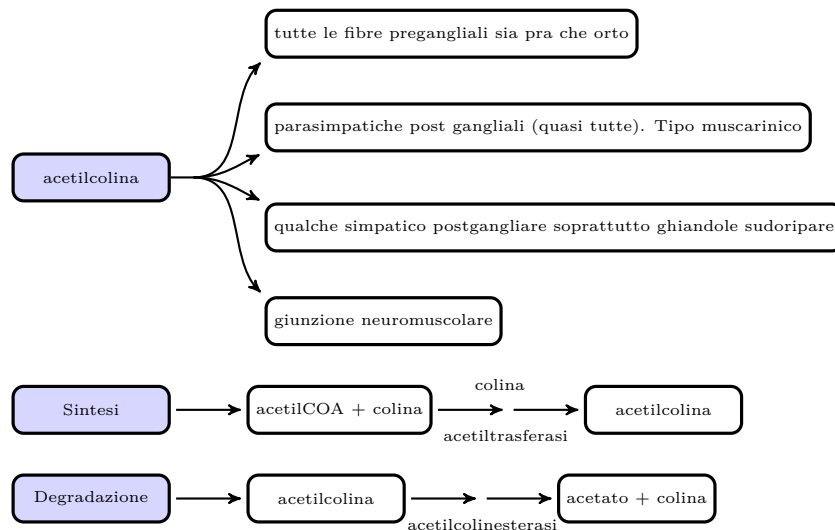 tutte le fibre pregangliali sia pra che orto
parasimpatiche post gangliali (quasi tutte). Tipo muscarinico
acetilcolina
qualche simpatico postgangliare soprattutto ghiandole sudoripare
giunzione neuromuscolare
Sintesi
acetilCOA + colina
colina
acetiltrasferasi
acetilcolina
Degradazione
acetilcolina
acetilcolinesterasi
acetato + colina